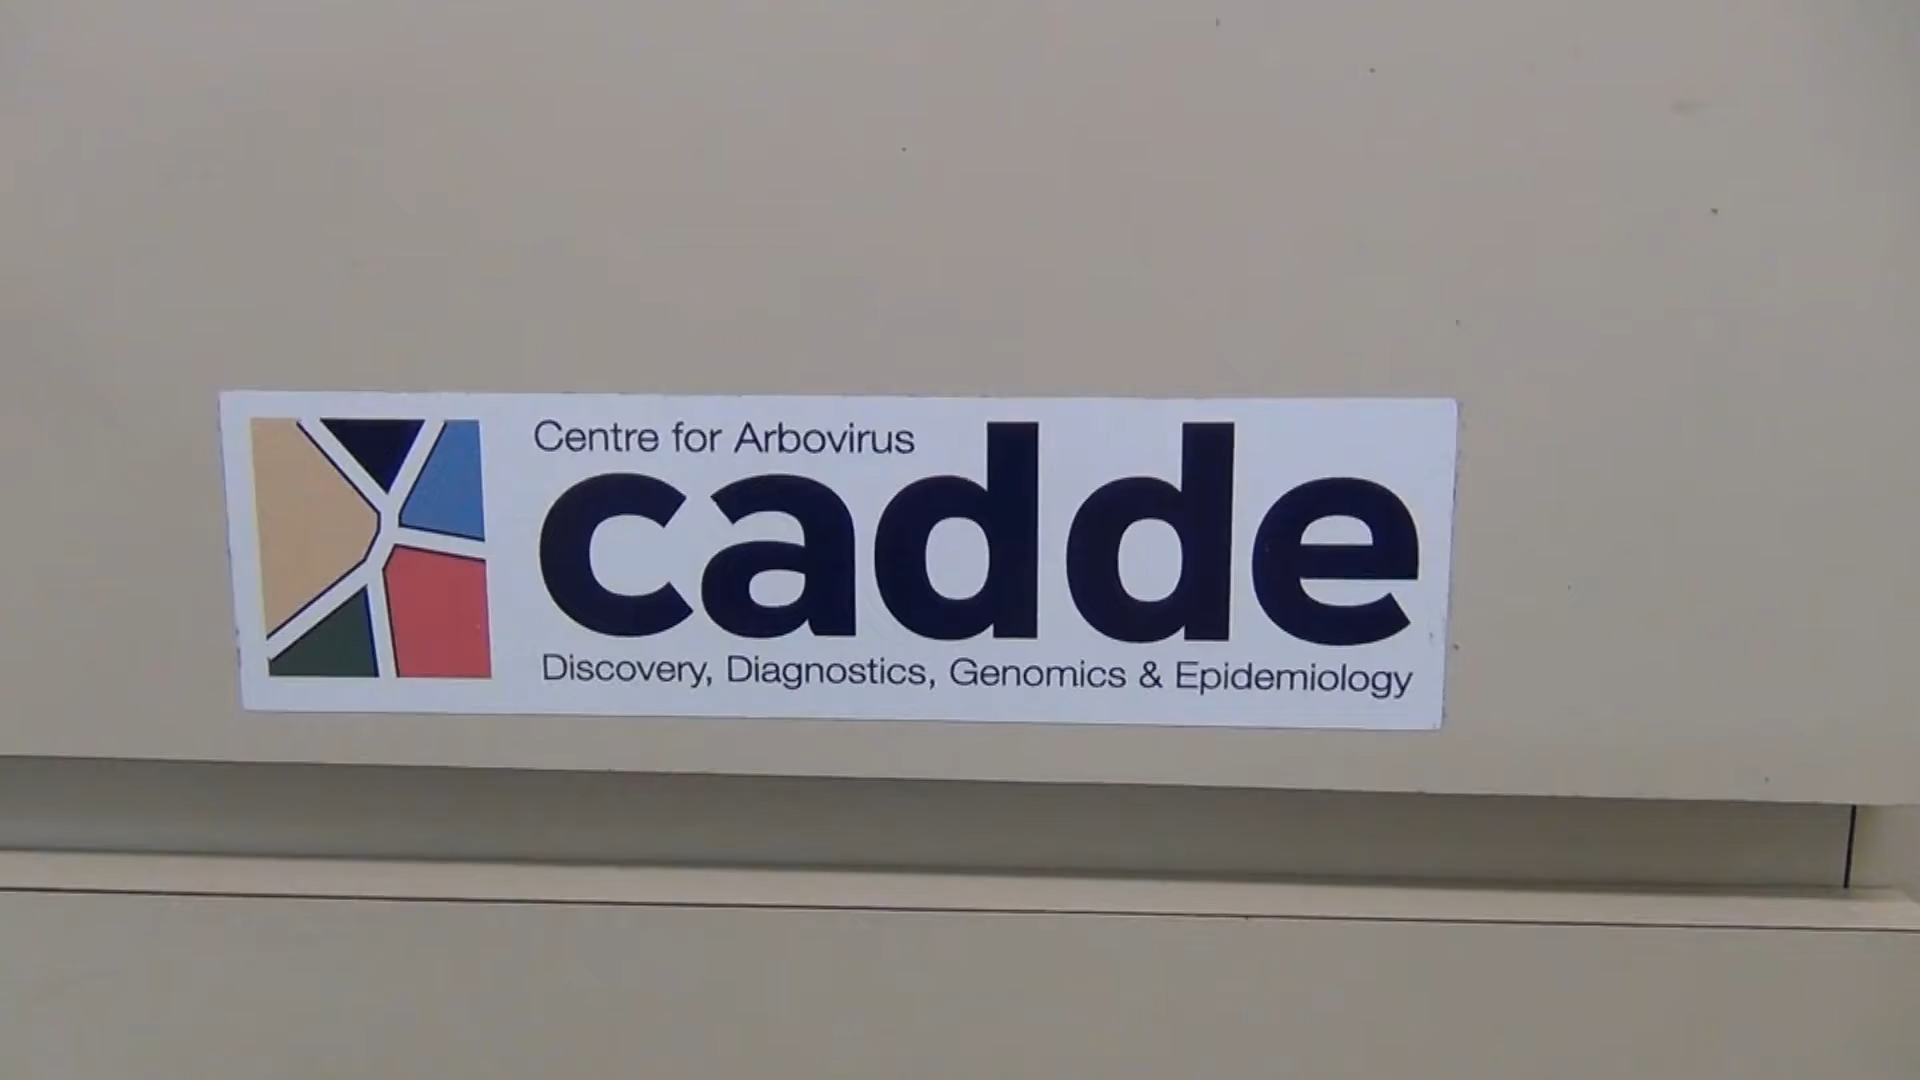 Centre for Arbovirus
cadde
Discovery, Diagnostics, Genomics & Epidemiology